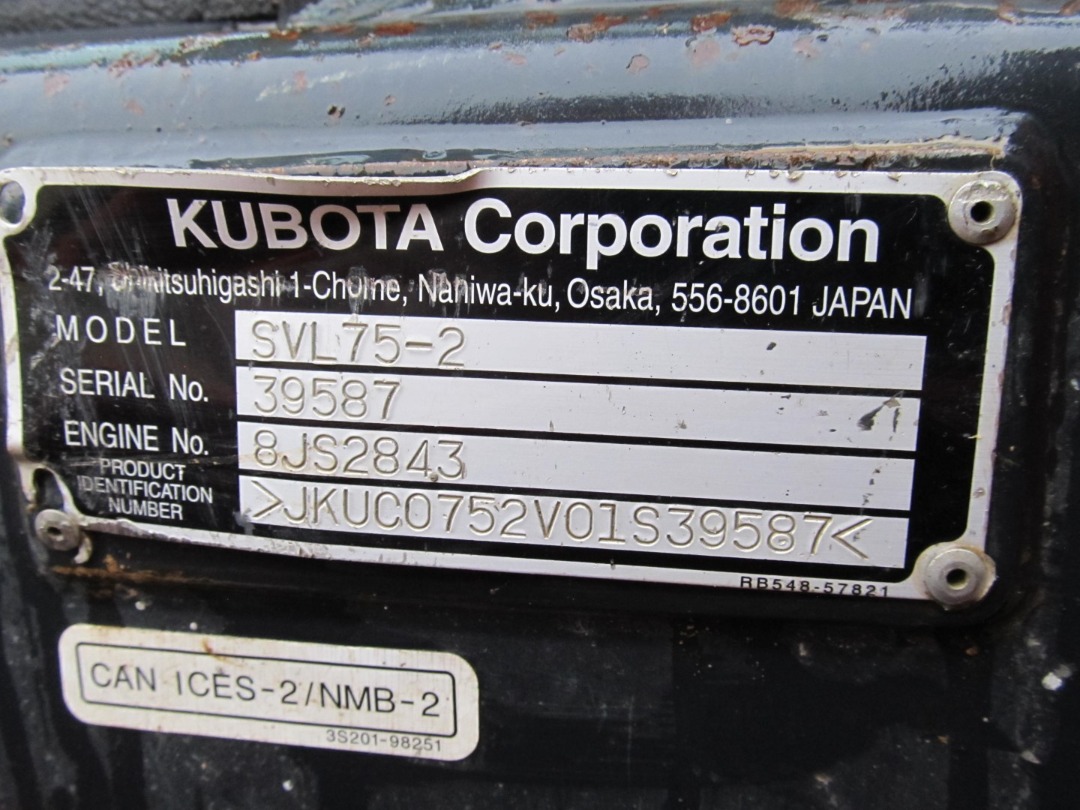 KUBOTA Corporation
2-47, Shikitsuhigashi 1-Chome, Naniwa-ku, Osaka, 556-8601 JAPAN
MODEL SVL75-2
SERIAL No. 39587
ENGINE No. 8JS2843
PRODUCT
IDENTIFICATION
NUMBER >JKUC0752V01S39587<
RB548-57821
CAN ICES-2/NMB-2
3S201-98251